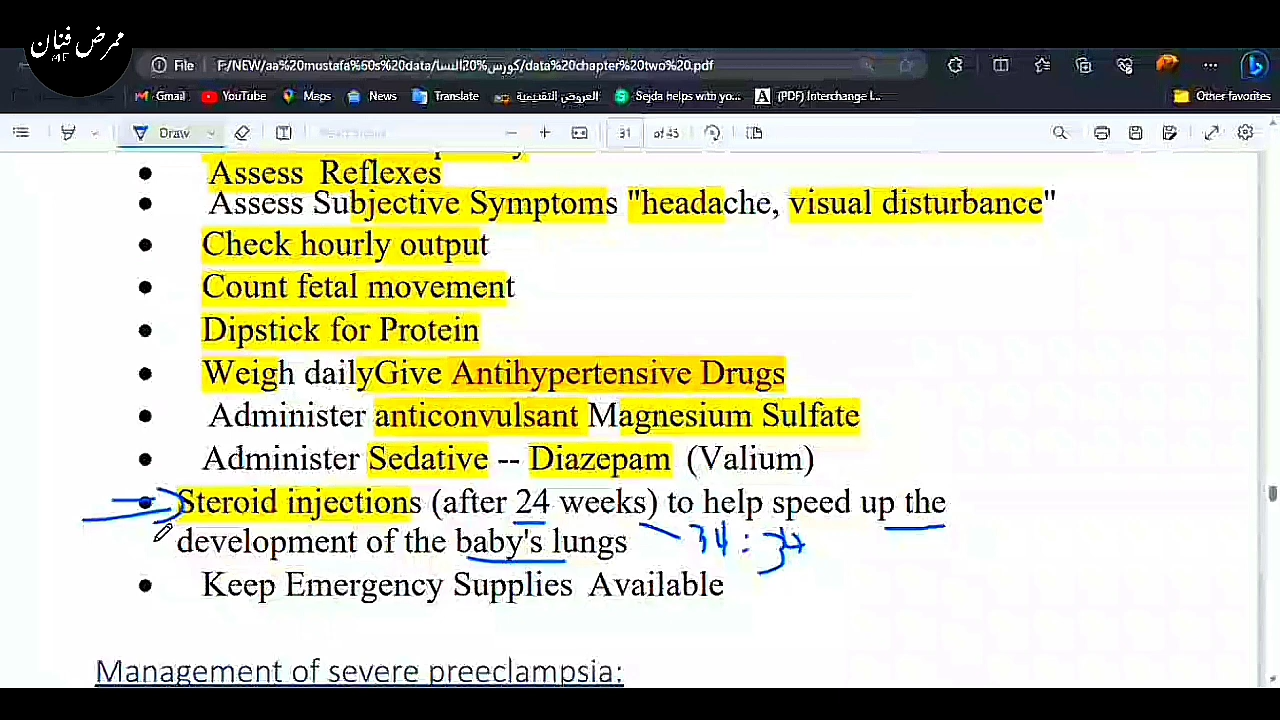 ممرض فنان
File F:/NEW/aa%20mustafa%60s%20data/كورس%20النسا/data%20chapter%20two%20.pdf
Gmail YouTube Maps News Translate العروض التقديمية Sejda helps with yo... (PDF) Interchange I... Other favorites
Draw 31 of 45
Assess Reflexes
Assess Subjective Symptoms "headache, visual disturbance"
Check hourly output
Count fetal movement
Dipstick for Protein
Weigh dailyGive Antihypertensive Drugs
Administer anticonvulsant Magnesium Sulfate
Administer Sedative -- Diazepam (Valium)
Steroid injections (after 24 weeks) to help speed up the
development of the baby's lungs 34 : 34
Keep Emergency Supplies Available
Management of severe preeclampsia: